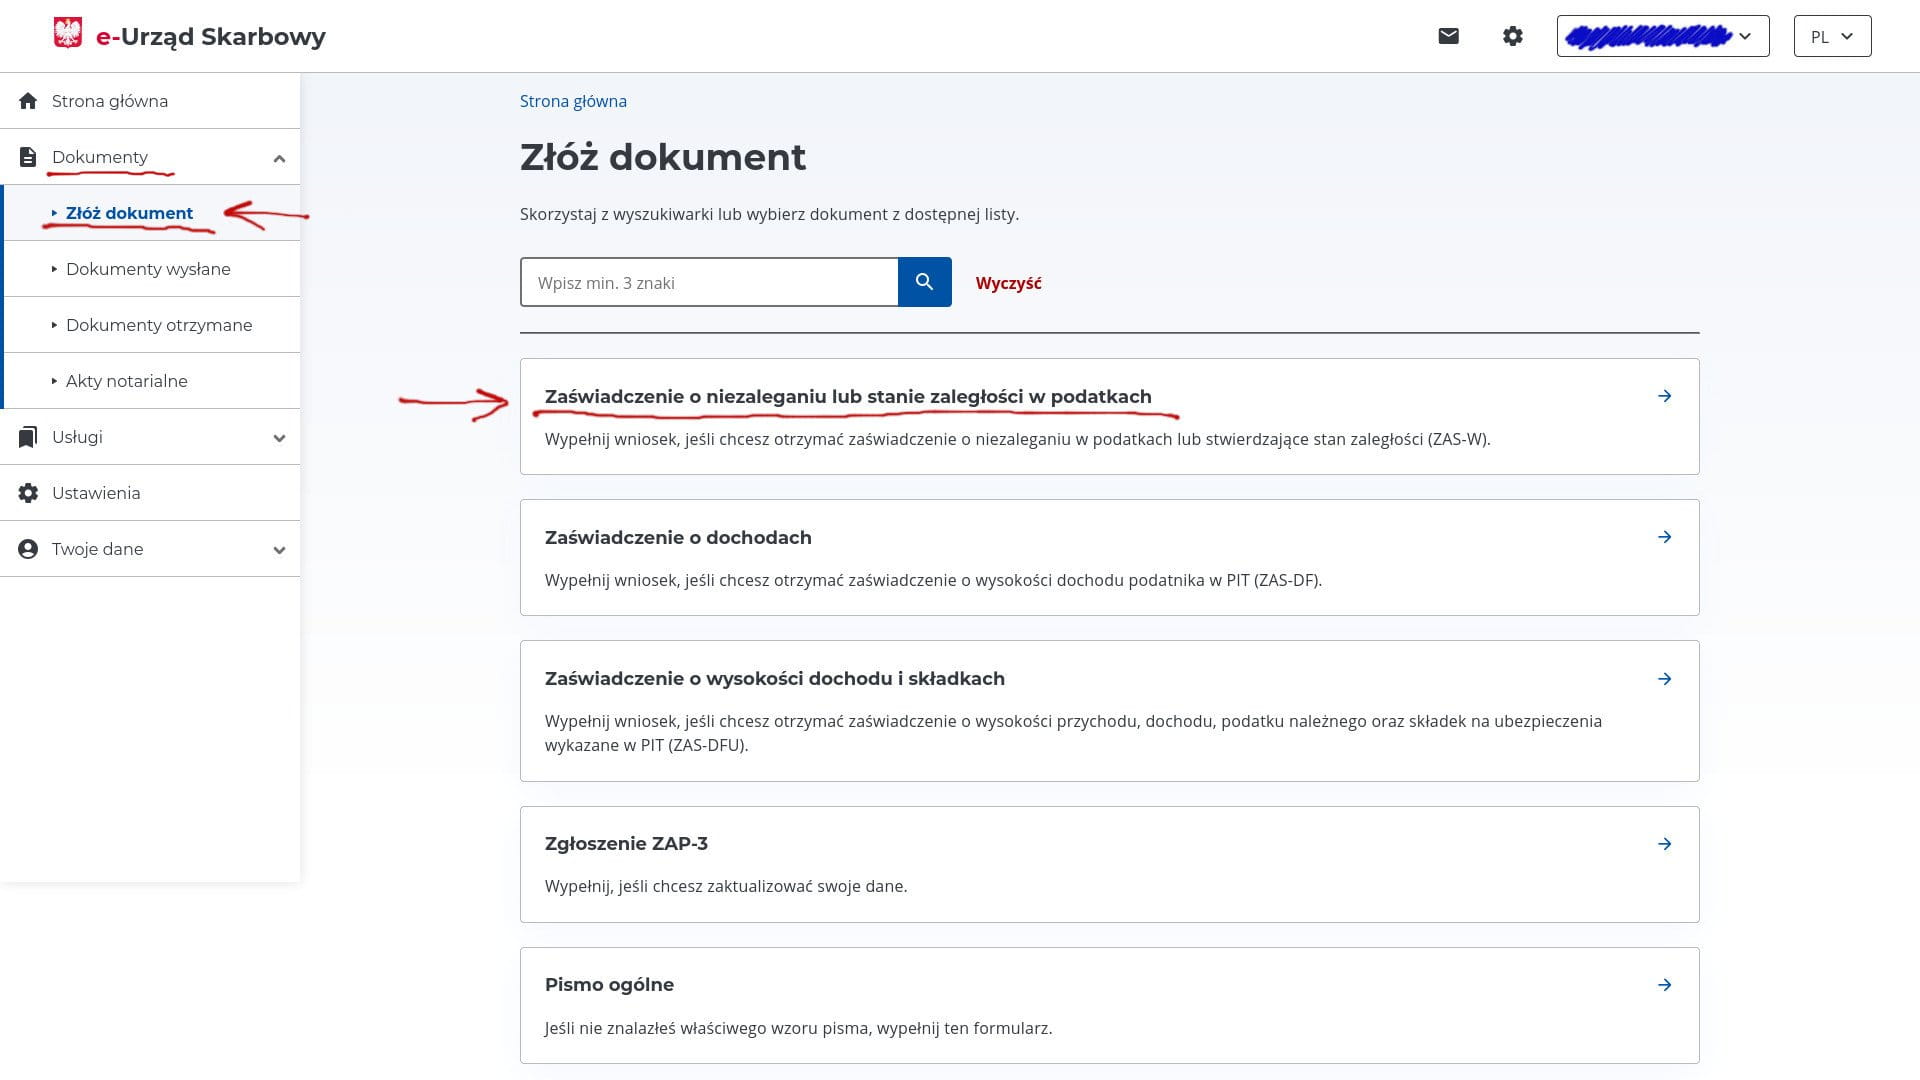 e-Urząd Skarbowy
PL
Strona główna
Dokumenty
Złóż dokument
Dokumenty wysłane
Dokumenty otrzymane
Akty notarialne
Usługi
Ustawienia
Twoje dane
Strona główna
Złóż dokument
Skorzystaj z wyszukiwarki lub wybierz dokument z dostępnej listy.
Wpisz min. 3 znaki
Wyczyść
Zaświadczenie o niezaleganiu lub stanie zaległości w podatkach
Wypełnij wniosek, jeśli chcesz otrzymać zaświadczenie o niezaleganiu w podatkach lub stwierdzające stan zaległości (ZAS-W).
Zaświadczenie o dochodach
Wypełnij wniosek, jeśli chcesz otrzymać zaświadczenie o wysokości dochodu podatnika w PIT (ZAS-DF).
Zaświadczenie o wysokości dochodu i składkach
Wypełnij wniosek, jeśli chcesz otrzymać zaświadczenie o wysokości przychodu, dochodu, podatku należnego oraz składek na ubezpieczenia
wykazane w PIT (ZAS-DFU).
Zgłoszenie ZAP-3
Wypełnij, jeśli chcesz zaktualizować swoje dane.
Pismo ogólne
Jeśli nie znalazłeś właściwego wzoru pisma, wypełnij ten formularz.